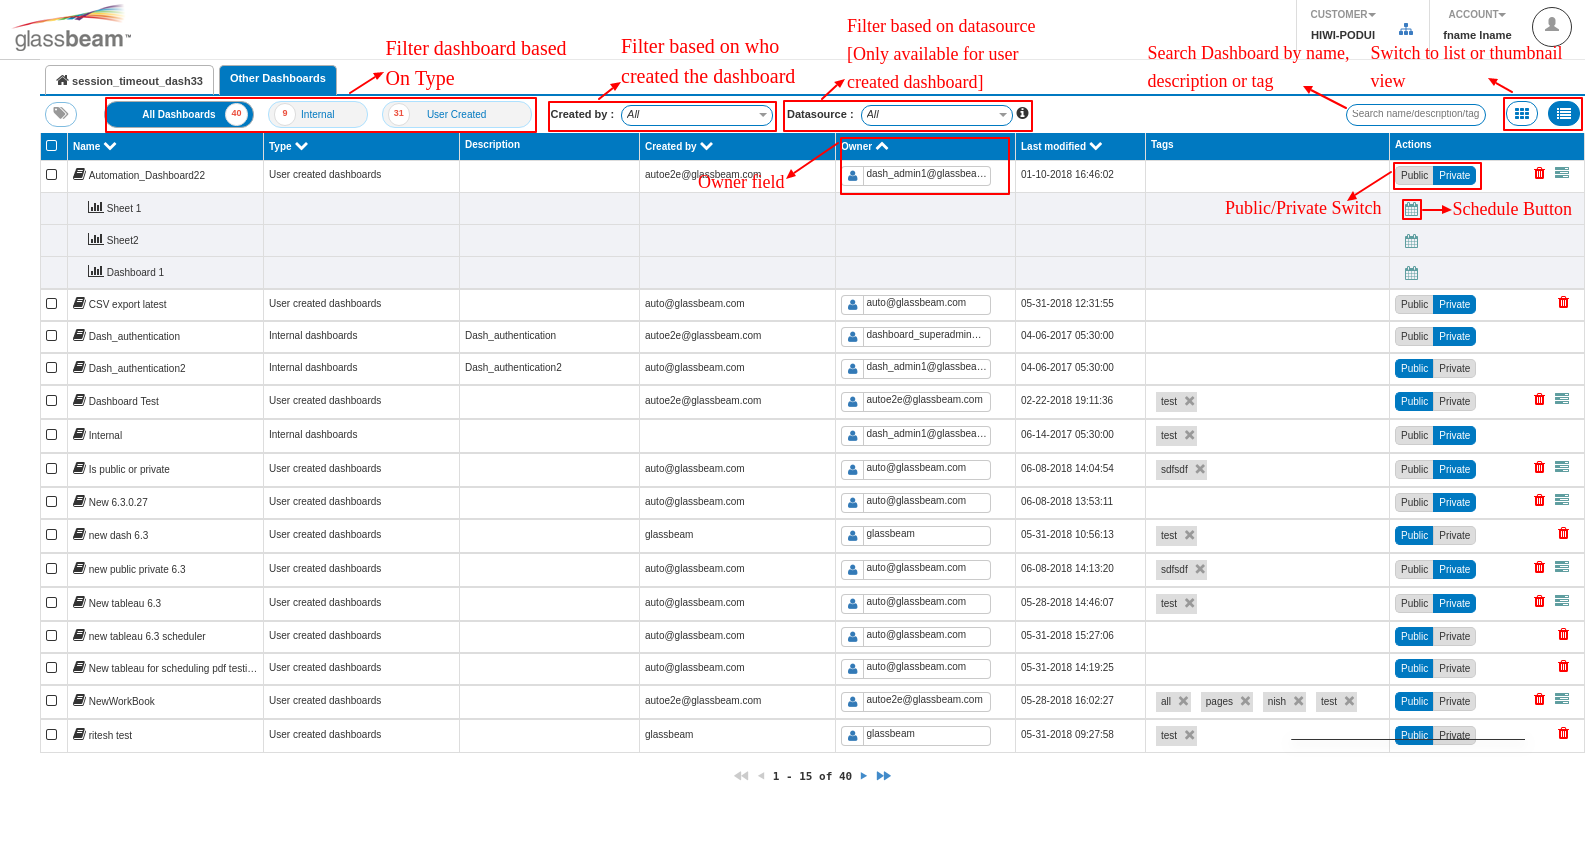 glassbeam™
CUSTOMER
HIWI-PODUI
ACCOUNT
fname lname
Filter dashboard based
On Type
Filter based on who
created the dashboard
Filter based on datasource
[Only available for user
created dashboard]
Search Dashboard by name,
description or tag
Switch to list or thumbnail
view
session_timeout_dash33
Other Dashboards
All Dashboards 40
9 Internal
31 User Created
Created by : All
Datasource : All
Search name/description/tag
Name Type Description Created by Owner Last modified Tags Actions
Automation_Dashboard22 User created dashboards autoe2e@glassbeam.com dash_admin1@glassbea... 01-10-2018 16:46:02 Public Private
Owner field
Public/Private Switch
Schedule Button
Sheet 1
Sheet2
Dashboard 1
CSV export latest User created dashboards auto@glassbeam.com auto@glassbeam.com 05-31-2018 12:31:55 Public Private
Dash_authentication Internal dashboards Dash_authentication autoe2e@glassbeam.com dashboard_superadmin... 04-06-2017 05:30:00 Public Private
Dash_authentication2 Internal dashboards Dash_authentication2 auto@glassbeam.com dash_admin1@glassbea... 04-06-2017 05:30:00 Public Private
Dashboard Test User created dashboards autoe2e@glassbeam.com autoe2e@glassbeam.com 02-22-2018 19:11:36 test Public Private
Internal Internal dashboards dash_admin1@glassbea... 06-14-2017 05:30:00 test Public Private
Is public or private User created dashboards auto@glassbeam.com auto@glassbeam.com 06-08-2018 14:04:54 sdfsdf Public Private
New 6.3.0.27 User created dashboards auto@glassbeam.com auto@glassbeam.com 06-08-2018 13:53:11 Public Private
new dash 6.3 User created dashboards glassbeam glassbeam 05-31-2018 10:56:13 test Public Private
new public private 6.3 User created dashboards auto@glassbeam.com auto@glassbeam.com 06-08-2018 14:13:20 sdfsdf Public Private
New tableau 6.3 User created dashboards auto@glassbeam.com auto@glassbeam.com 05-28-2018 14:46:07 test Public Private
new tableau 6.3 scheduler User created dashboards auto@glassbeam.com auto@glassbeam.com 05-31-2018 15:27:06 Public Private
New tableau for scheduling pdf testi... User created dashboards auto@glassbeam.com auto@glassbeam.com 05-31-2018 14:19:25 Public Private
NewWorkBook User created dashboards autoe2e@glassbeam.com autoe2e@glassbeam.com 05-28-2018 16:02:27 all pages nish test Public Private
ritesh test User created dashboards glassbeam glassbeam 05-31-2018 09:27:58 test Public Private
1 - 15 of 40